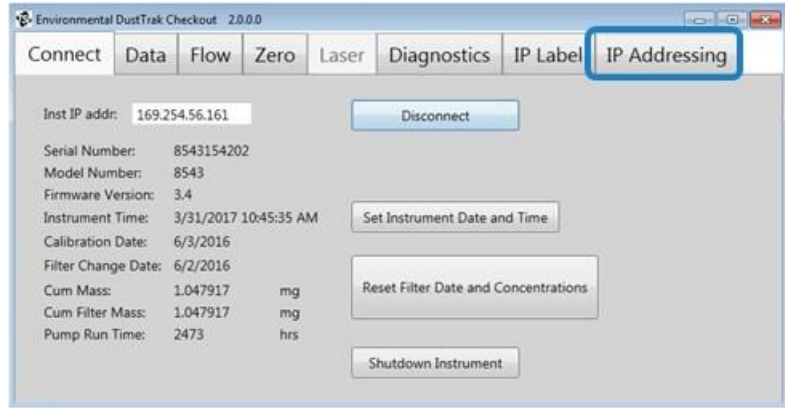 Environmental DustTrak Checkout 2.0.0.0
Connect Data Flow Zero Laser Diagnostics IP Label IP Addressing
Inst IP addr: 169.254.56.161 Disconnect
Serial Number: 8543154202
Model Number: 8543
Firmware Version: 3.4
Instrument Time: 3/31/2017 10:45:35 AM Set Instrument Date and Time
Calibration Date: 6/3/2016
Filter Change Date: 6/2/2016
Cum Mass: 1.047917 mg Reset Filter Date and Concentrations
Cum Filter Mass: 1.047917 mg
Pump Run Time: 2473 hrs
Shutdown Instrument